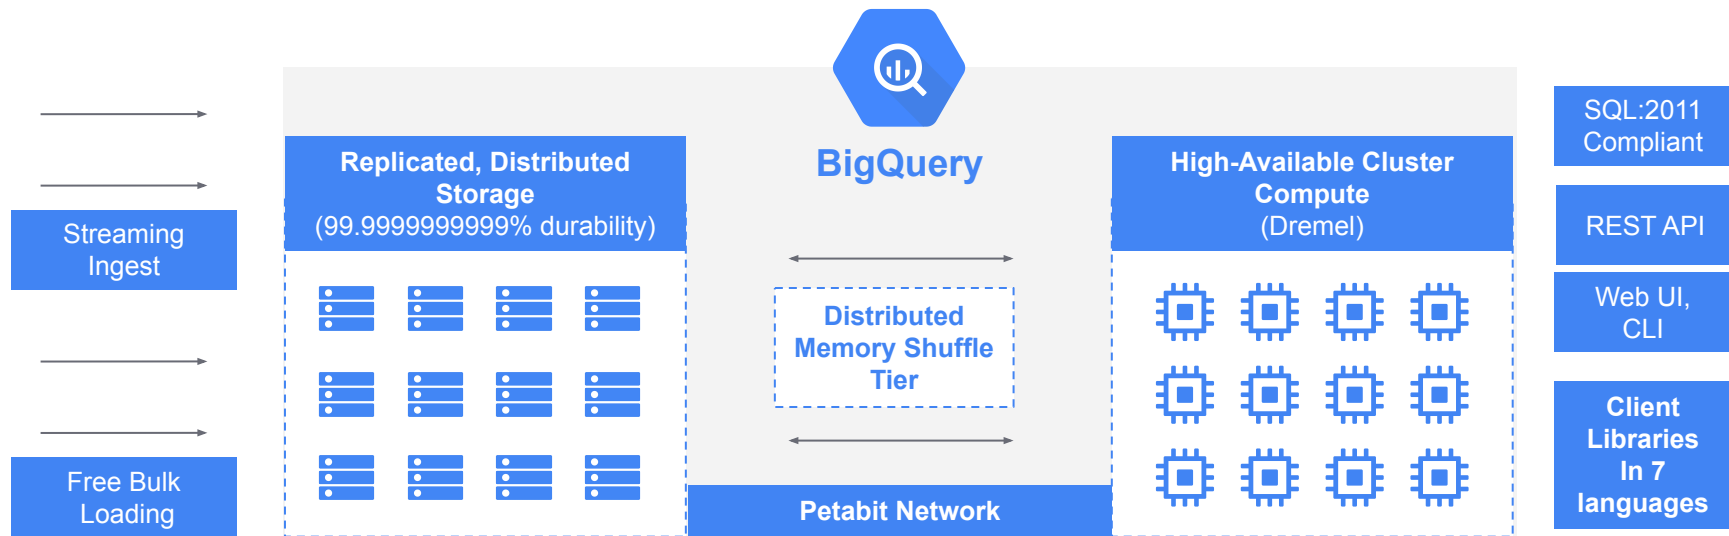 Streaming
Ingest
Free Bulk
Loading
Replicated, Distributed
Storage
(99.9999999999% durability)
BigQuery
Distributed
Memory Shuffle
Tier
Petabit Network
High-Available Cluster
Compute
(Dremel)
SQL:2011
Compliant
REST API
Web UI,
CLI
Client
Libraries
In 7
languages